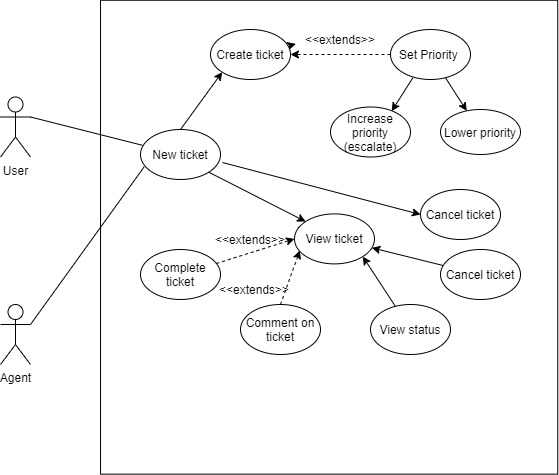 <<extends>>
Create ticket
Set Priority
Increase
priority
(escalate)
Lower priority
User
New ticket
Cancel ticket
<<extends>>
View ticket
Complete
ticket
Cancel ticket
<<extends>>
Comment on
ticket
View status
Agent